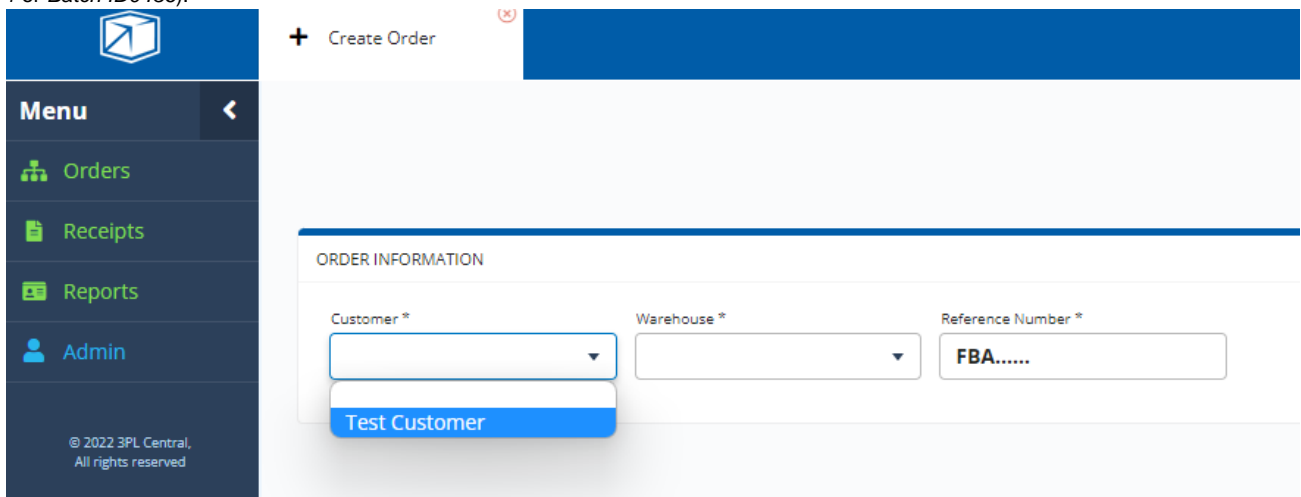 Create Order
Menu
Orders
Receipts
Reports
Admin
© 2022 3PL Central,
All rights reserved
ORDER INFORMATION
Customer *
Warehouse *
Reference Number *
FBA......
Test Customer